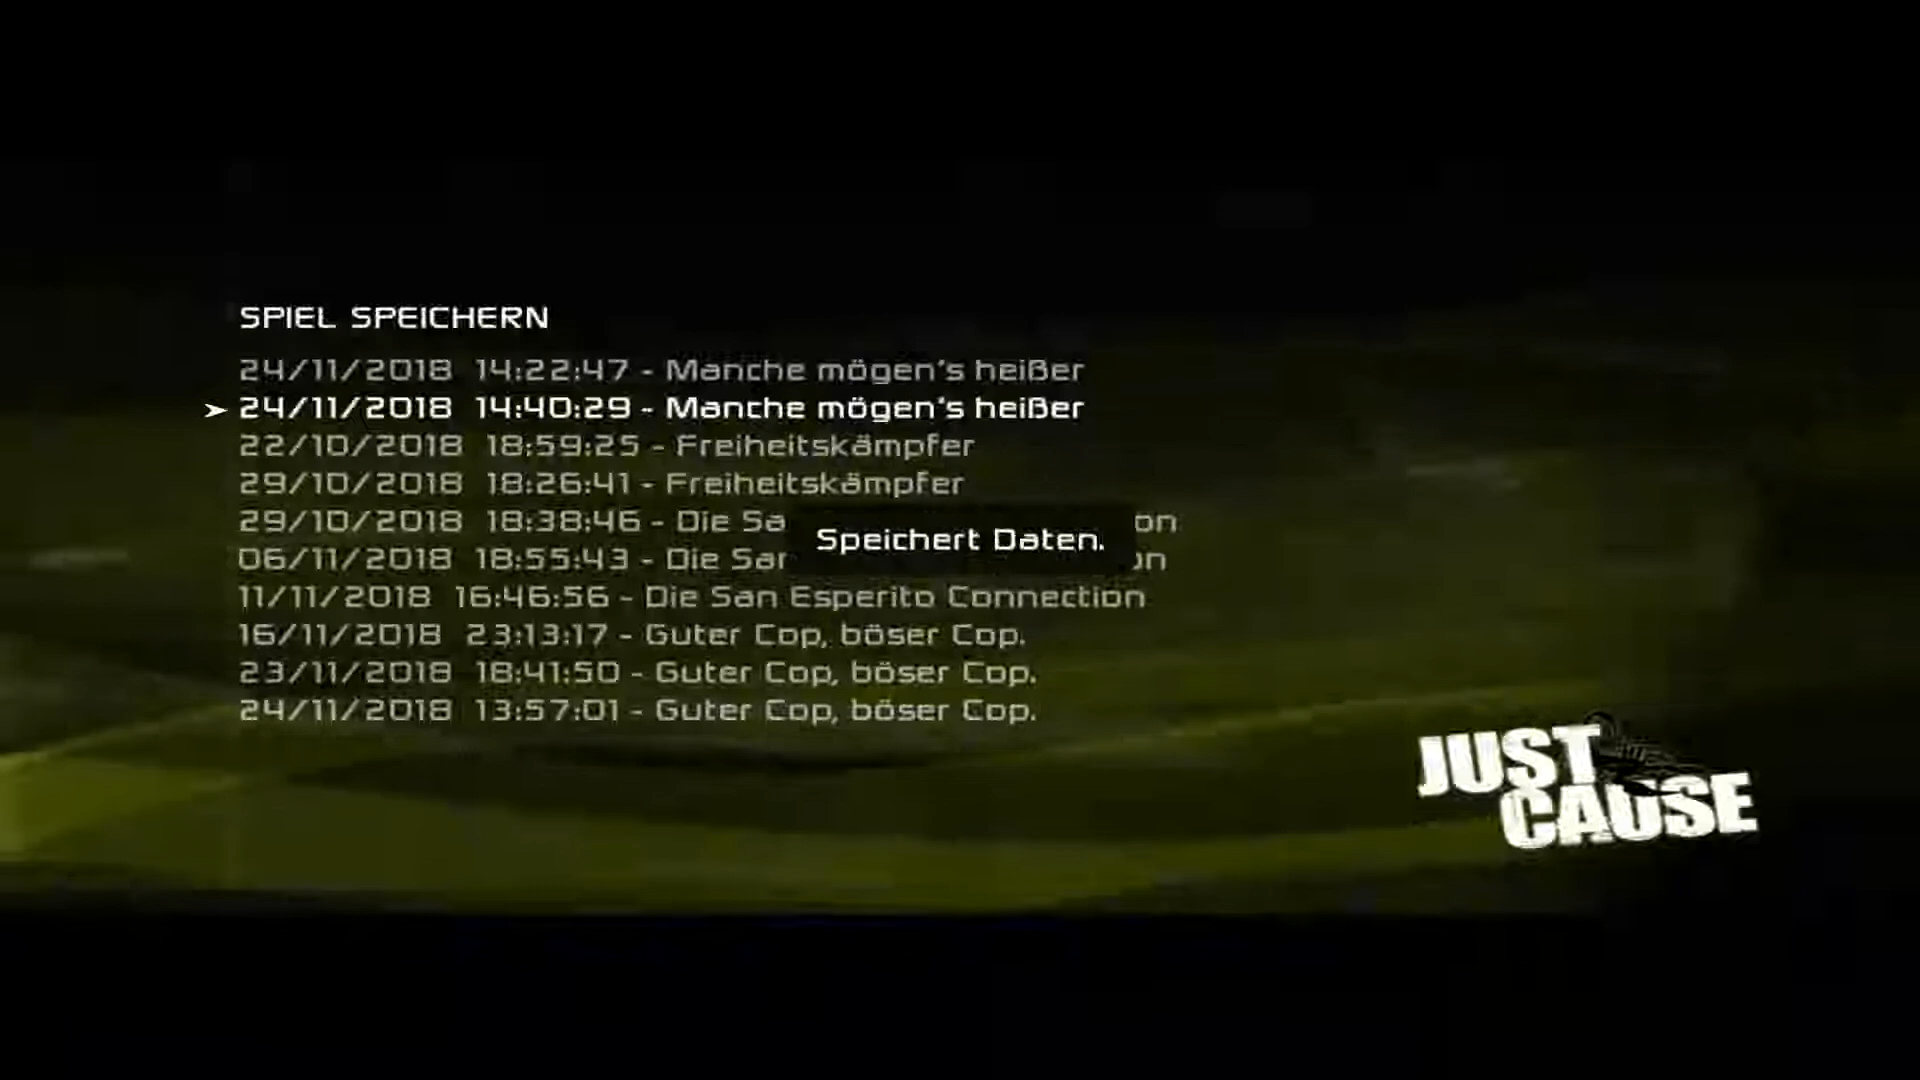 SPIEL SPEICHERN
24/11/2018 14:22:47 - Manche mögen's heißer
➤ 24/11/2018 14:40:29 - Manche mögen's heißer
22/10/2018 18:59:25 - Freiheitskämpfer
29/10/2018 18:26:41 - Freiheitskämpfer
29/10/2018 18:38:46 - Die
Speichert Daten.
06/11/2018 18:55:43 - Die
11/11/2018 16:46:56 - Die San Esperito Connection
16/11/2018 23:13:17 - Guter Cop, böser Cop.
23/11/2018 18:41:50 - Guter Cop, böser Cop.
24/11/2018 13:57:01 - Guter Cop, böser Cop.
JUST
CAUSE